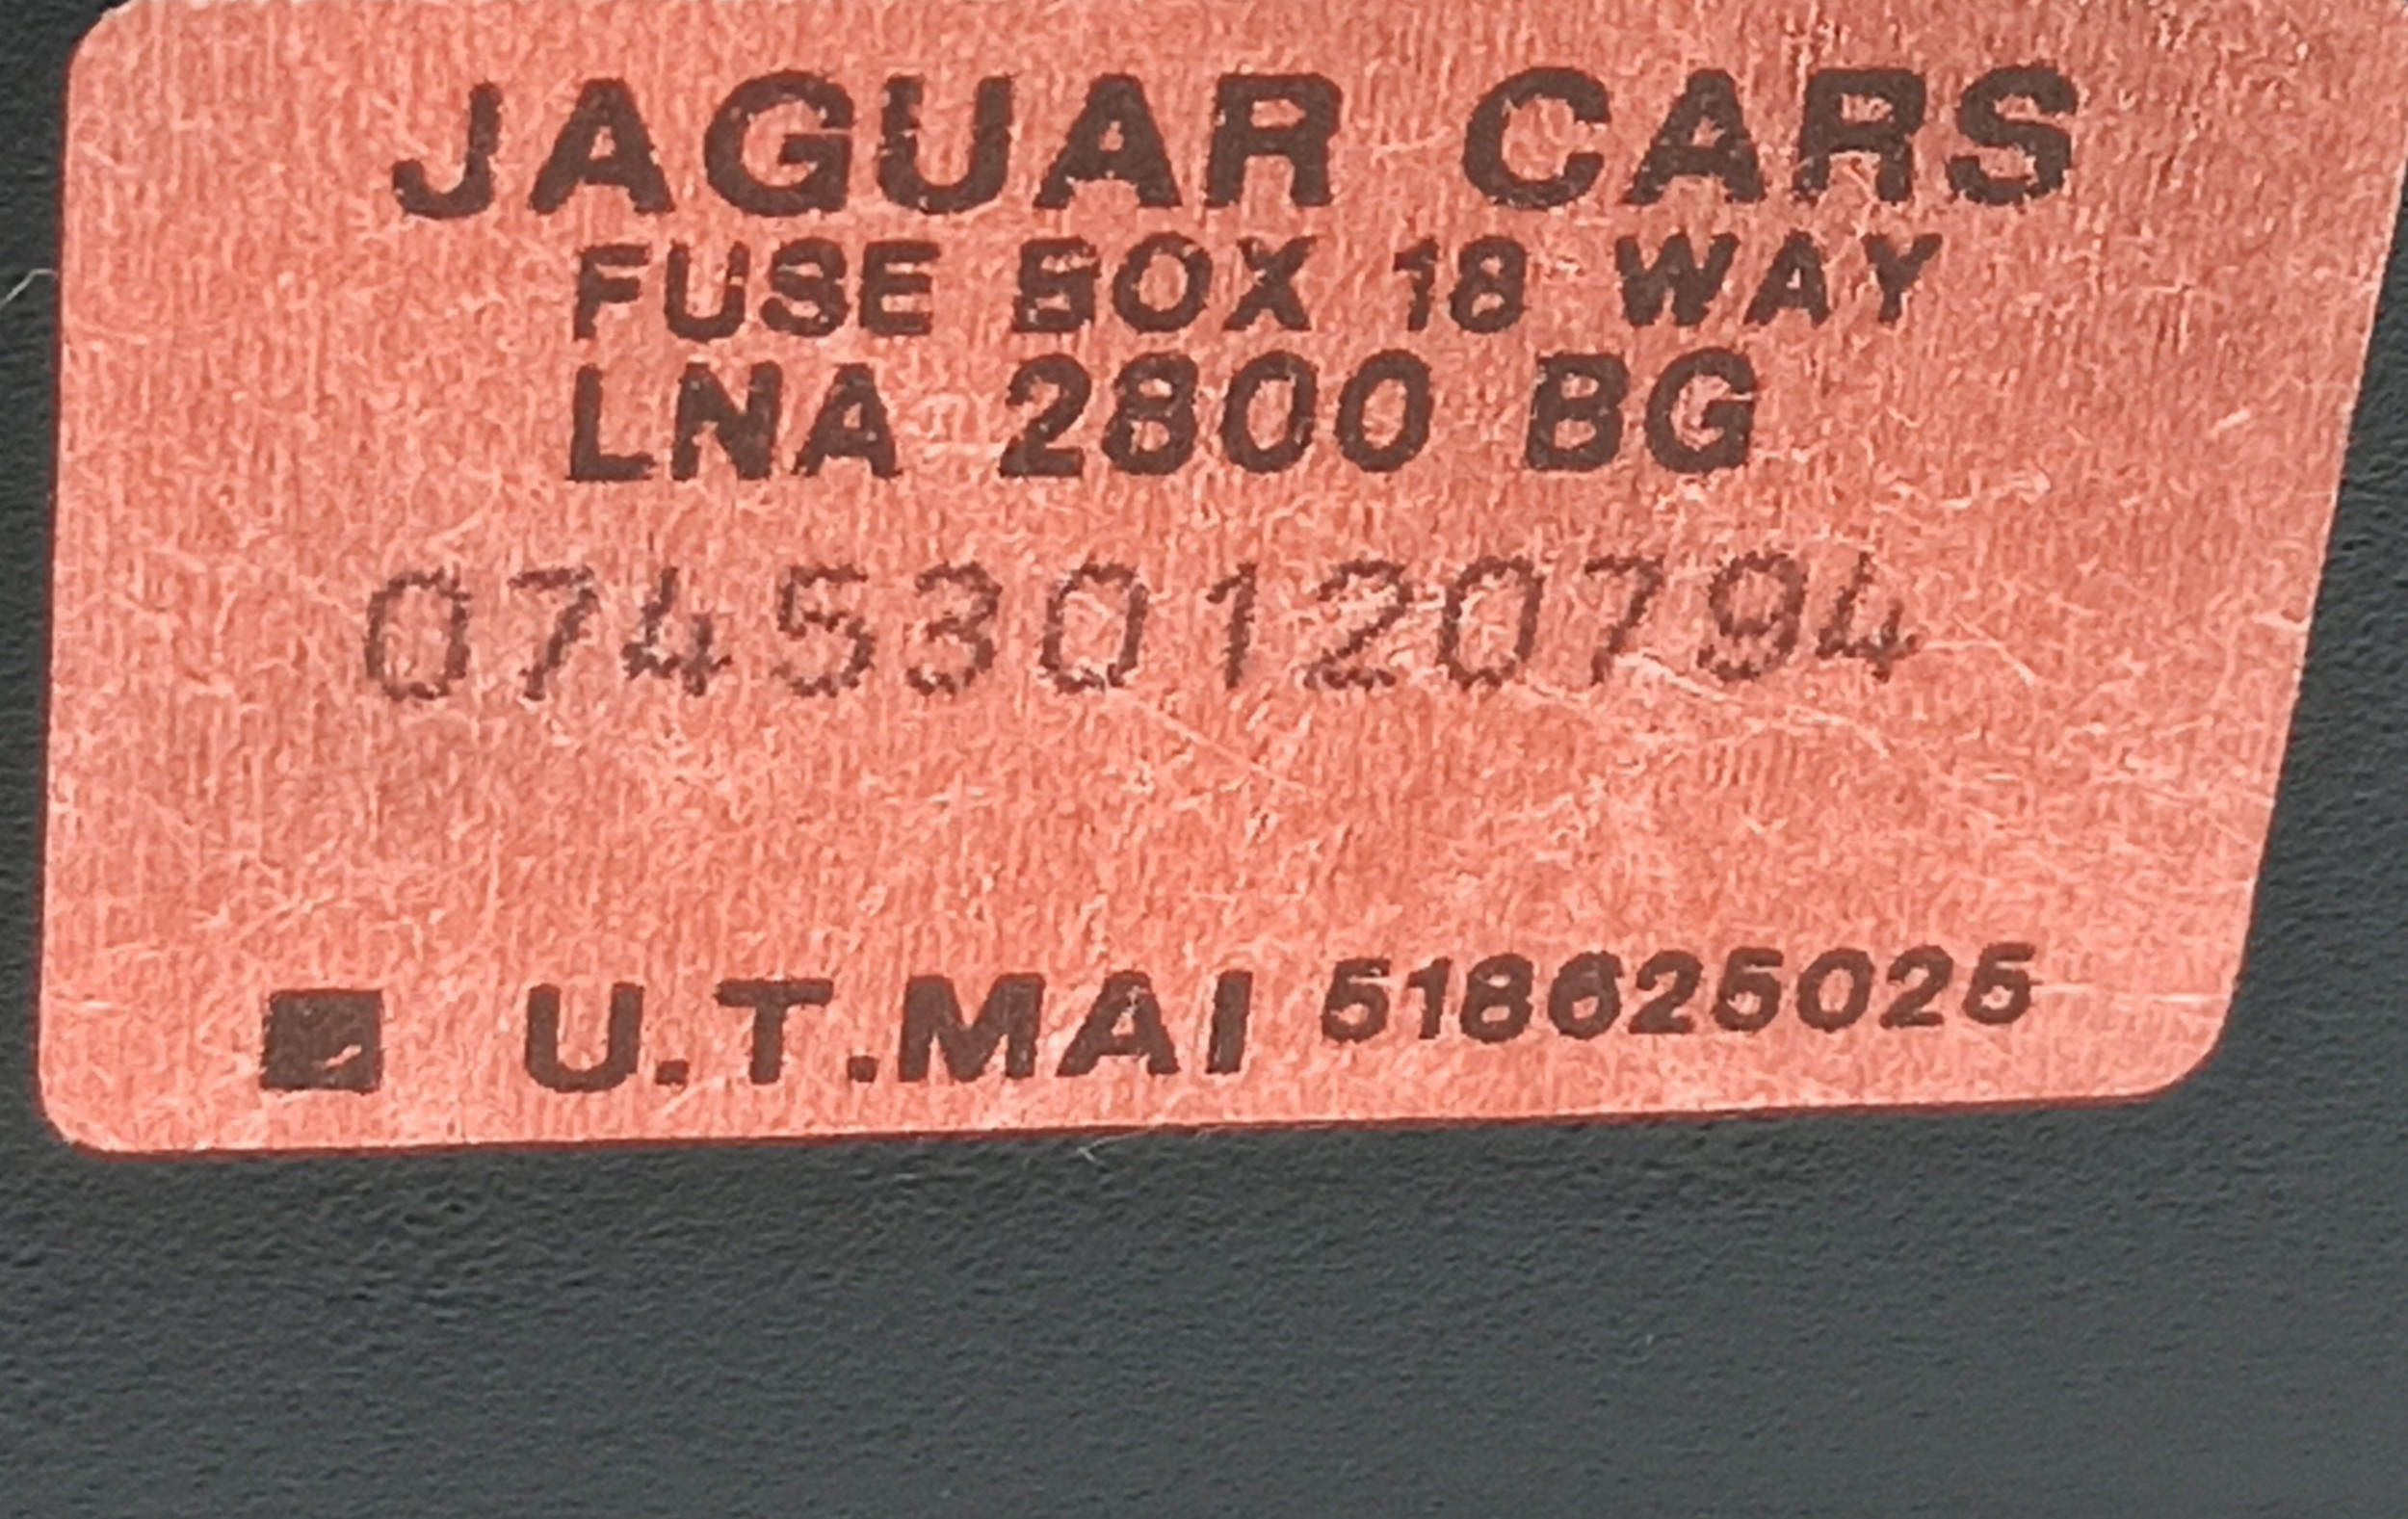 JAGUAR CARS
FUSE BOX 18 WAY
LNA 2800 BG
074530120794
U.T.MAI 518625025